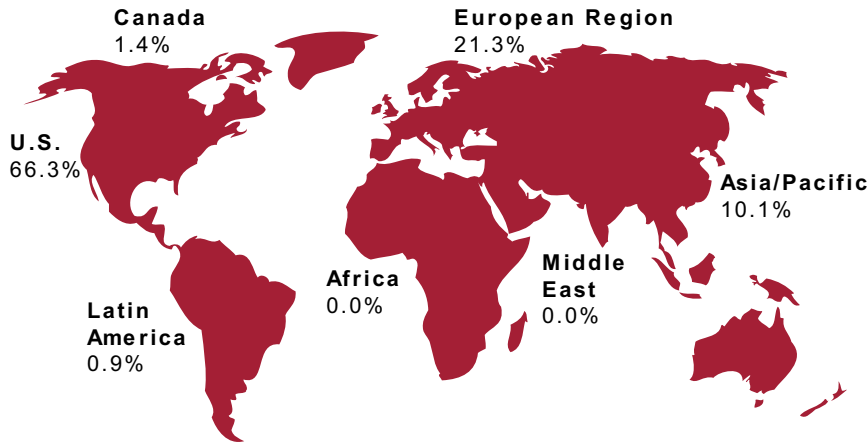 Canada
1.4%
European Region
21.3%
U.S.
66.3%
Asia/Pacific
10.1%
Africa
0.0%
Middle
East
0.0%
Latin
America
0.9%